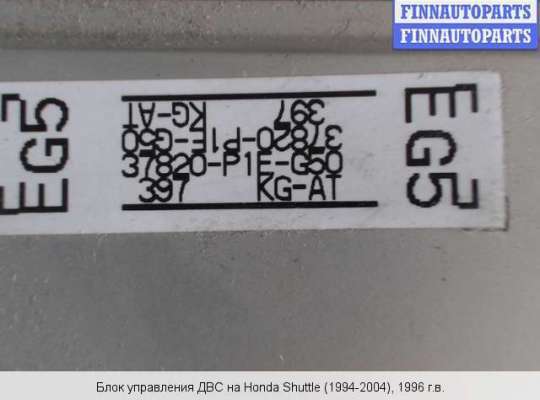 FINNAUTOPARTS
FINNAUTOPARTS
EG5
397 KG-AT
37820-P1E-G50
37820-P1E-G50
397 KG-AT
EG5
Блок управления ДВС на Honda Shuttle (1994-2004), 1996 г.в.